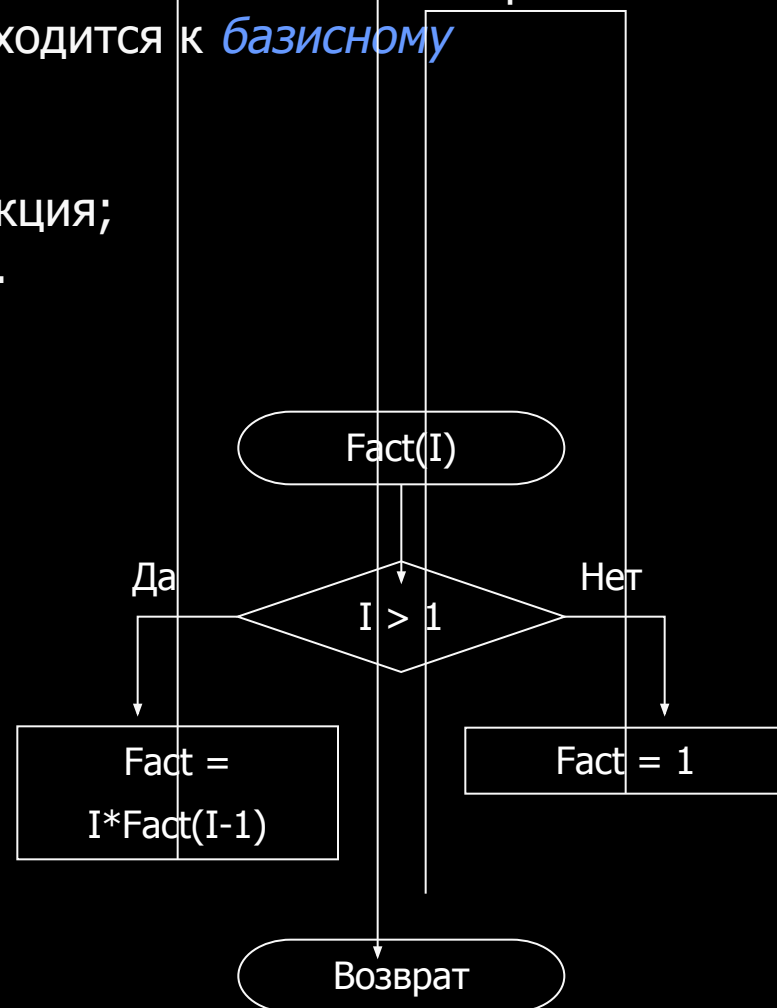 ходится к базисному
кция;
.
Fact(I)
Да
Нет
I > 1
Fact =
I*Fact(I-1)
Fact = 1
Возврат